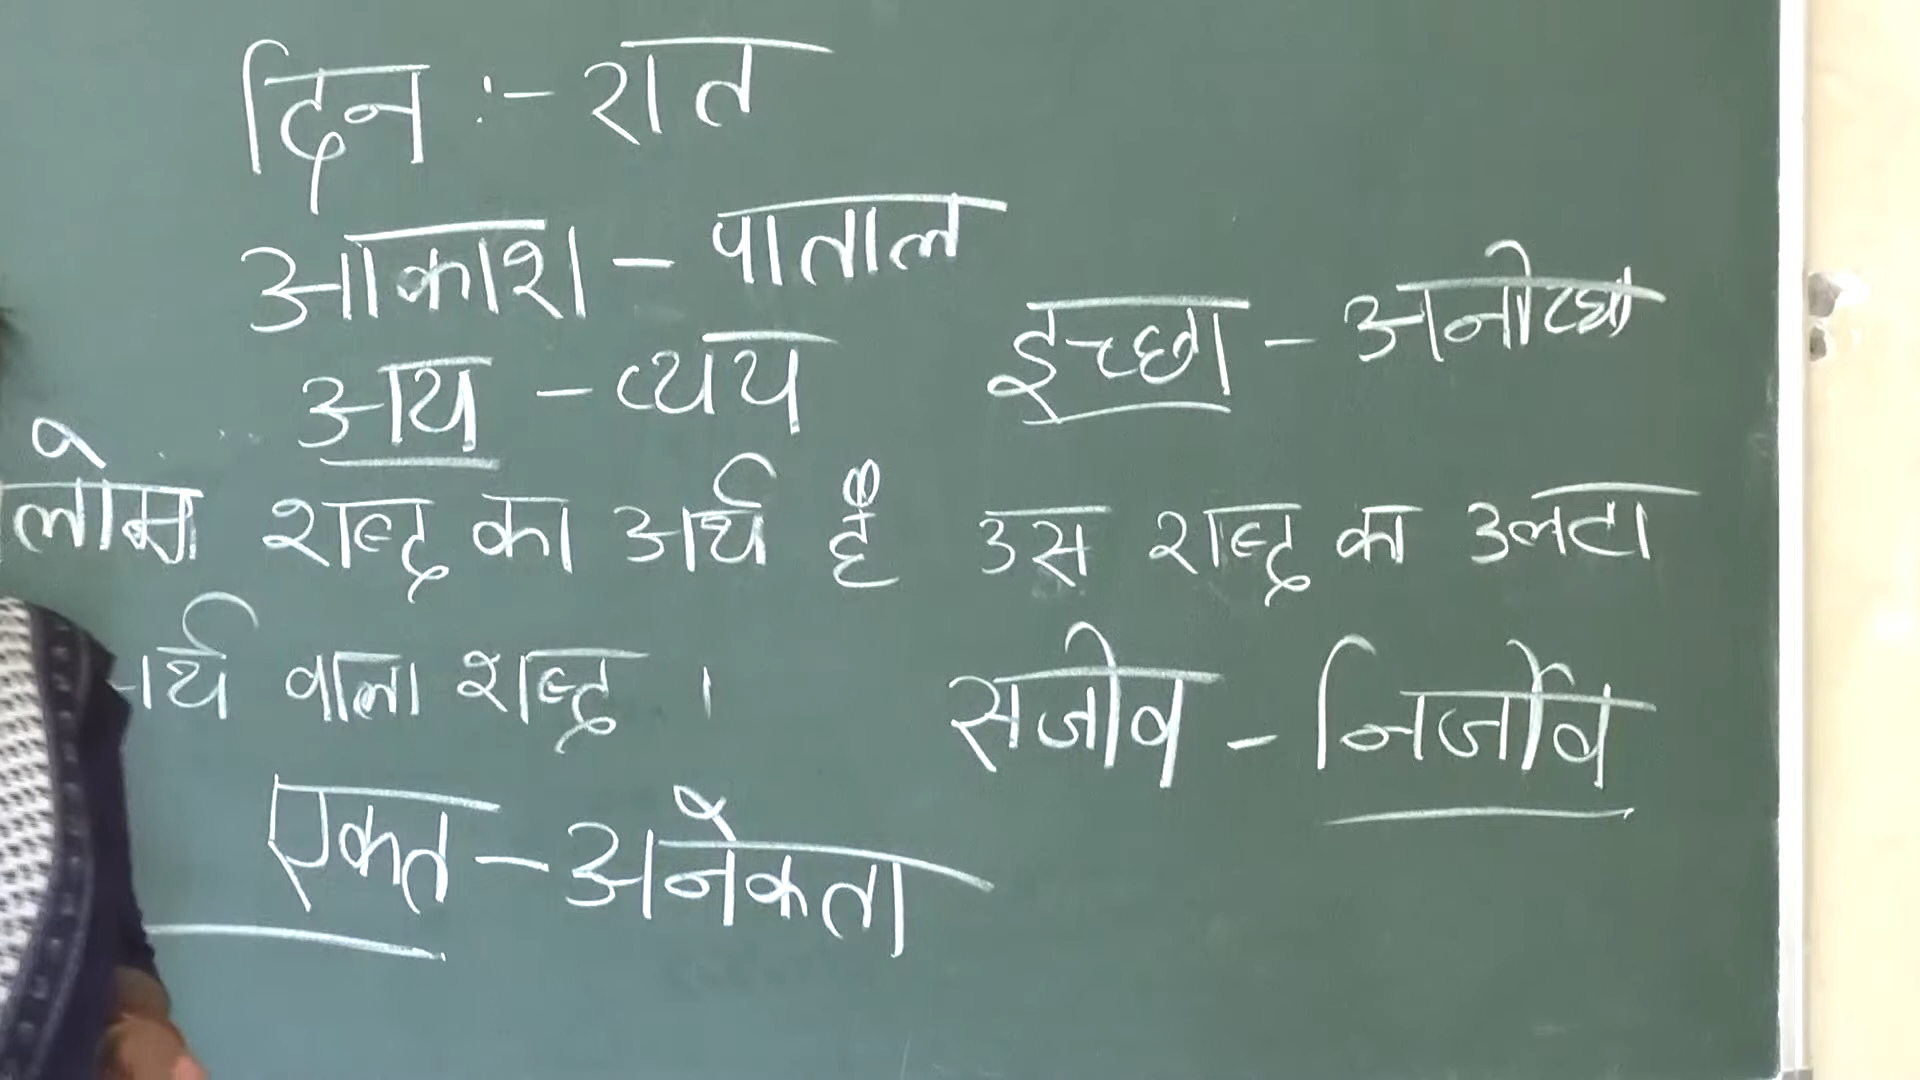 दिन :- रात
आकाश - पाताल
आय - व्यय
इच्छा - अनीच्छा
लोम शब्द का अर्थ है उस शब्द का उलटा
र्थ वाला शब्द ।
सजीव - निर्जीव
एकत - अनेकता